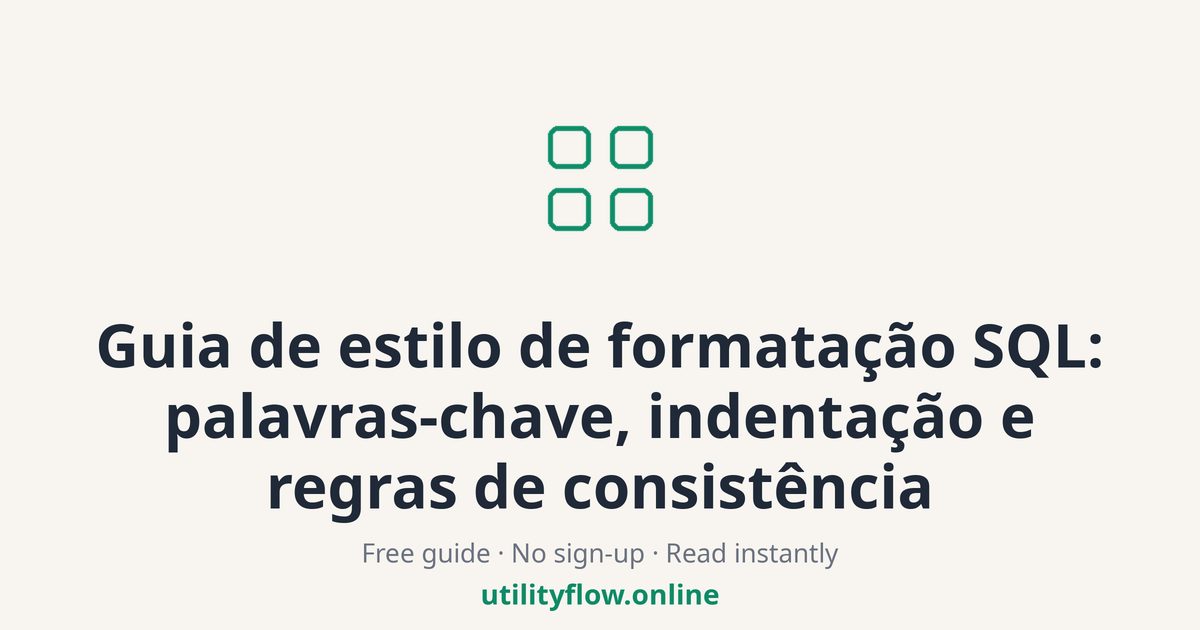 Guia de estilo de formatação SQL:
palavras-chave, indentação e
regras de consistência
Free guide · No sign-up · Read instantly
utilityflow.online